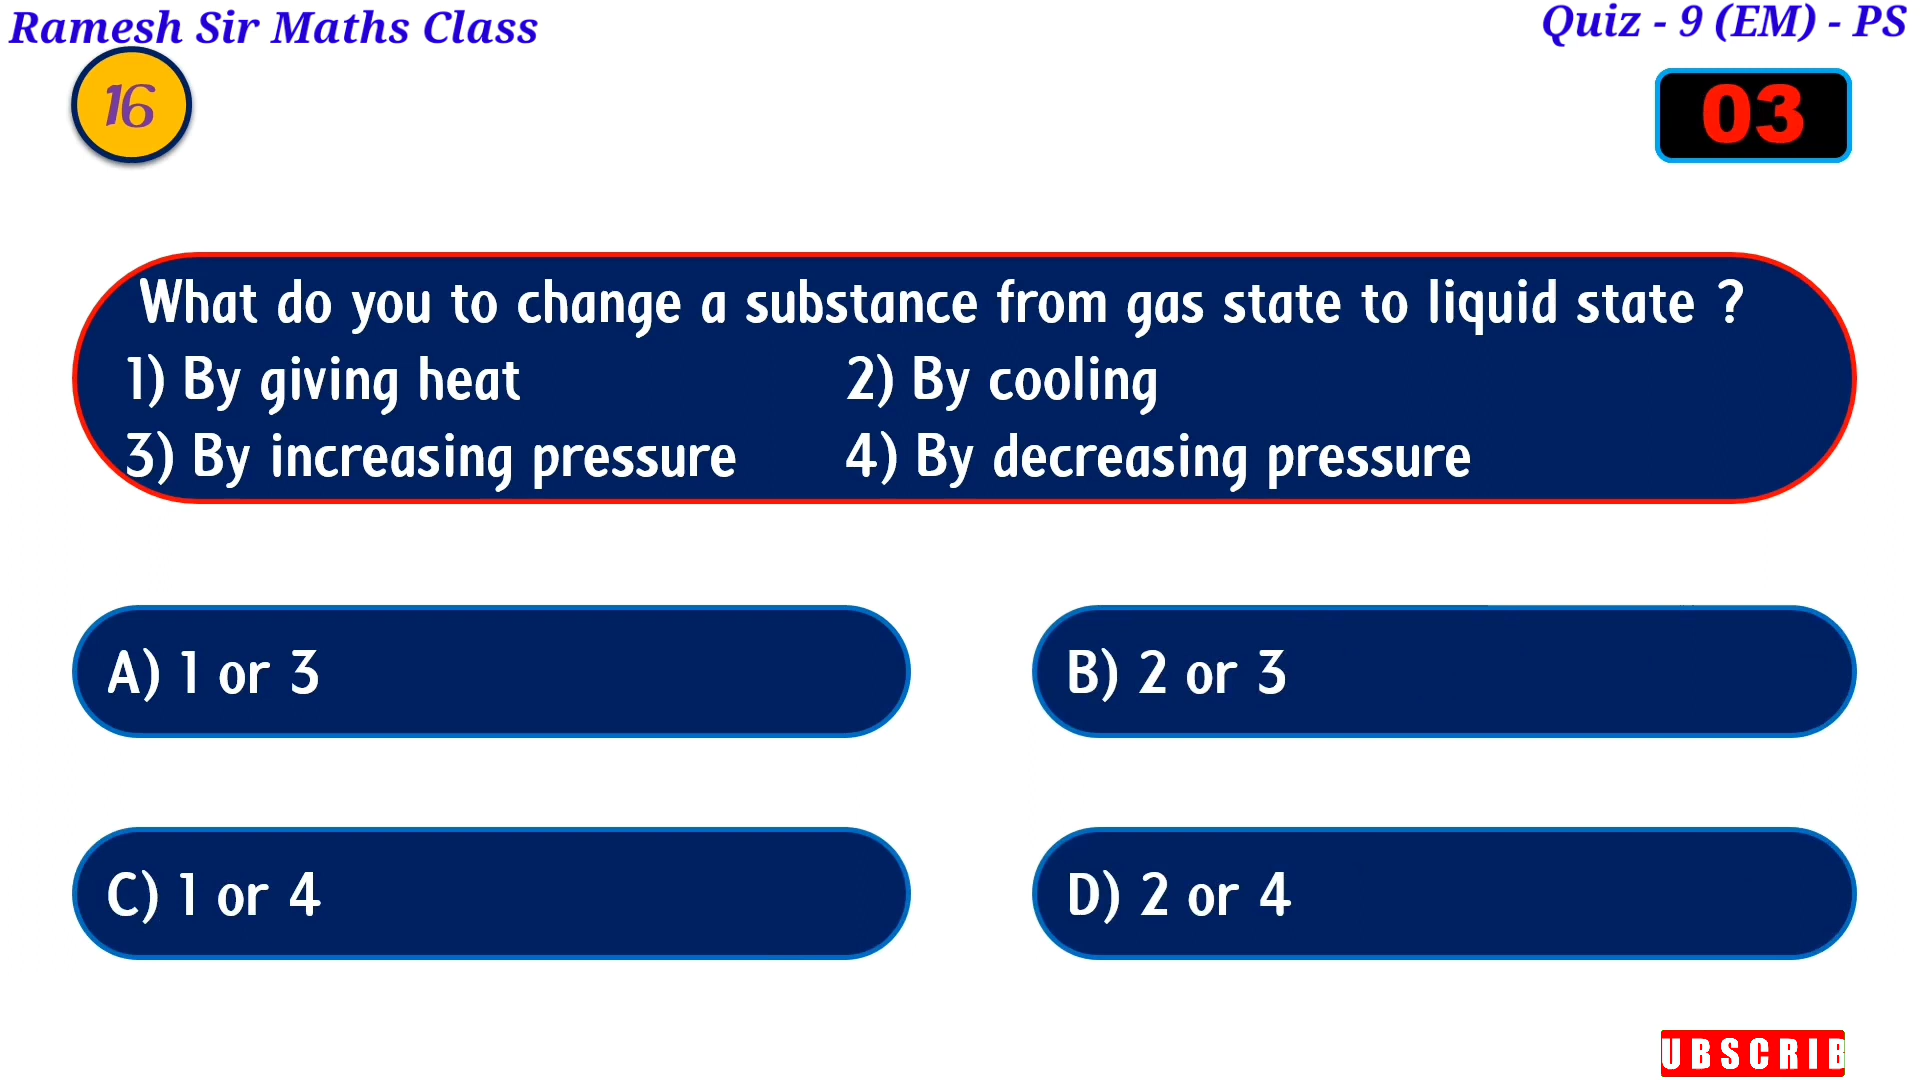 Ramesh Sir Maths Class
Quiz - 9 (EM) - PS
16
03
What do you to change a substance from gas state to liquid state ?
1) By giving heat 2) By cooling
3) By increasing pressure 4) By decreasing pressure
A) 1 or 3
B) 2 or 3
C) 1 or 4
D) 2 or 4
UBSCRIB